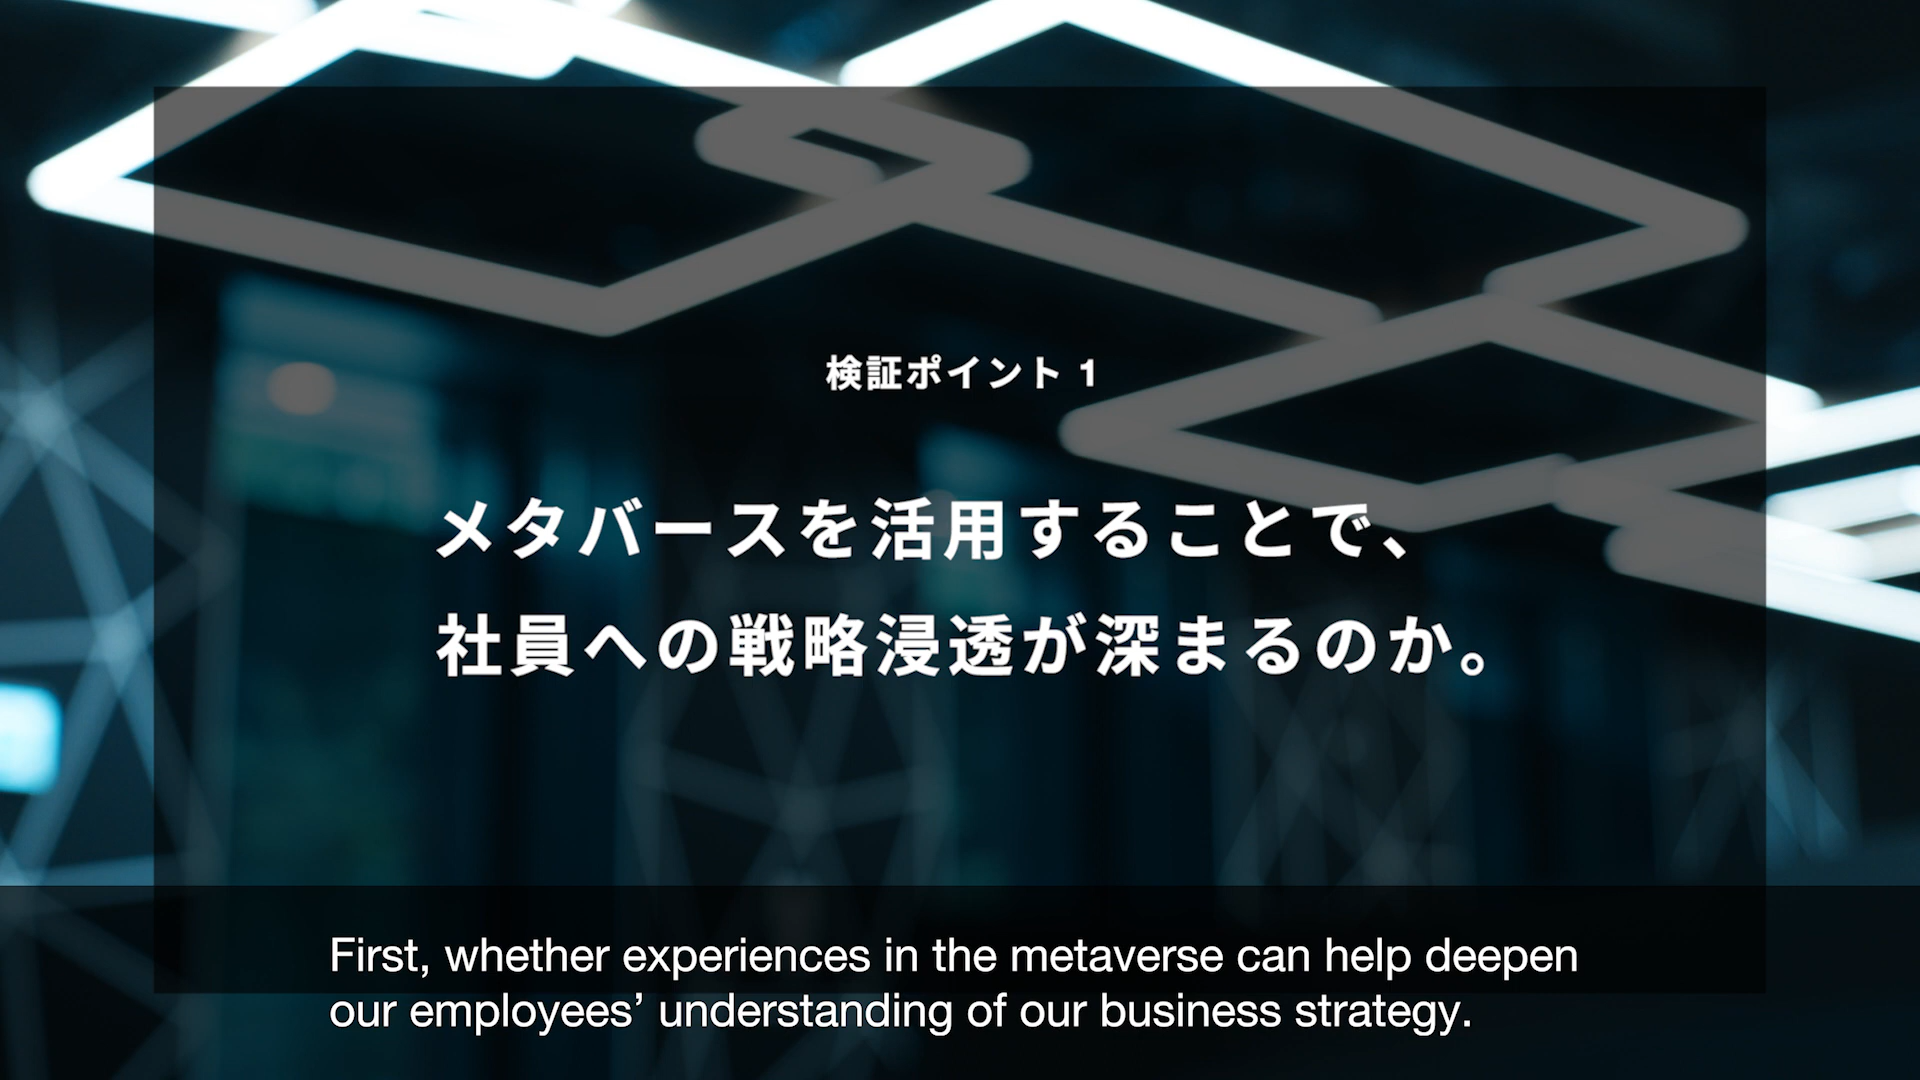 検証ポイント 1
メタバースを活用することで、
社員への戦略浸透が深まるのか。
First, whether experiences in the metaverse can help deepen
our employees’ understanding of our business strategy.